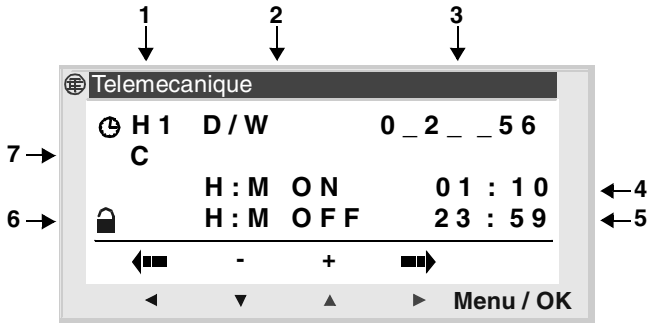 1 2 3
Telemecanique
H1 D/W 0_2_ _56
7 C
H:M ON 01:10 4
6 H:M OFF 23:59 5
- +
Menu / OK